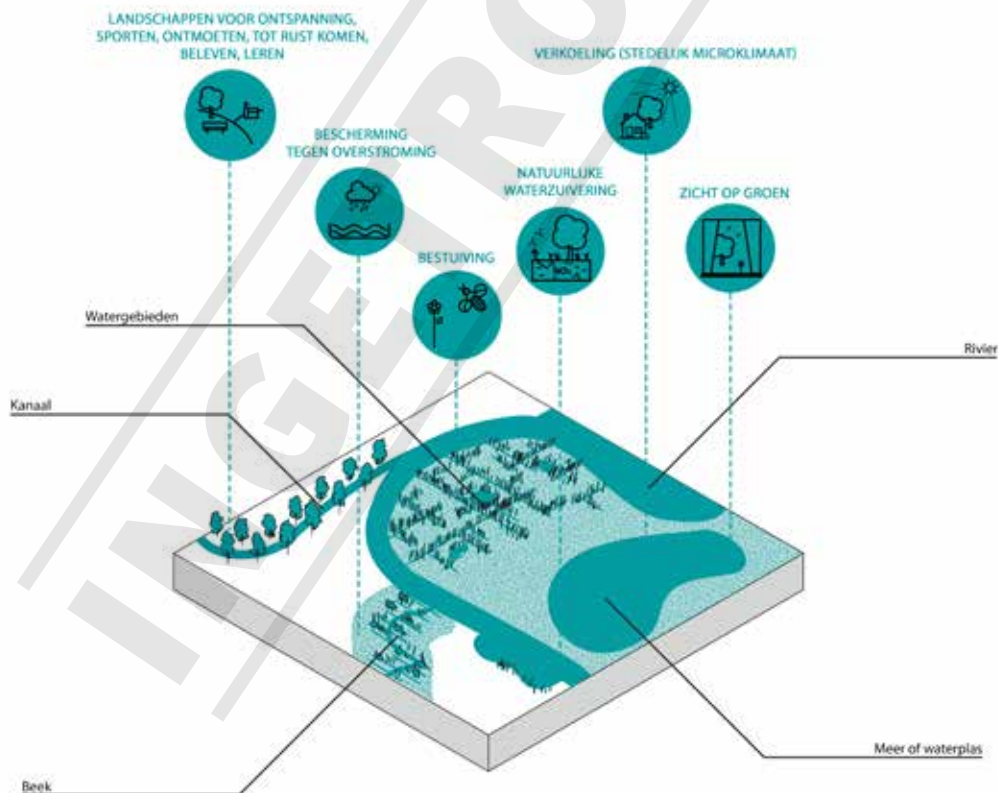 LANDSCHAPPEN VOOR ONTSPANNING,
SPORTEN, ONTMOETEN, TOT RUST KOMEN,
BELEVEN, LEREN
VERKOELING (STEDELIJK MICROKLIMAAT)
BESCHERMING
TEGEN OVERSTROMING
NATUURLIJKE
WATERZUIVERING
ZICHT OP GROEN
BESTUIVING
Watergebieden
Rivier
Kanaal
Meer of waterplas
Beek
INGETRO